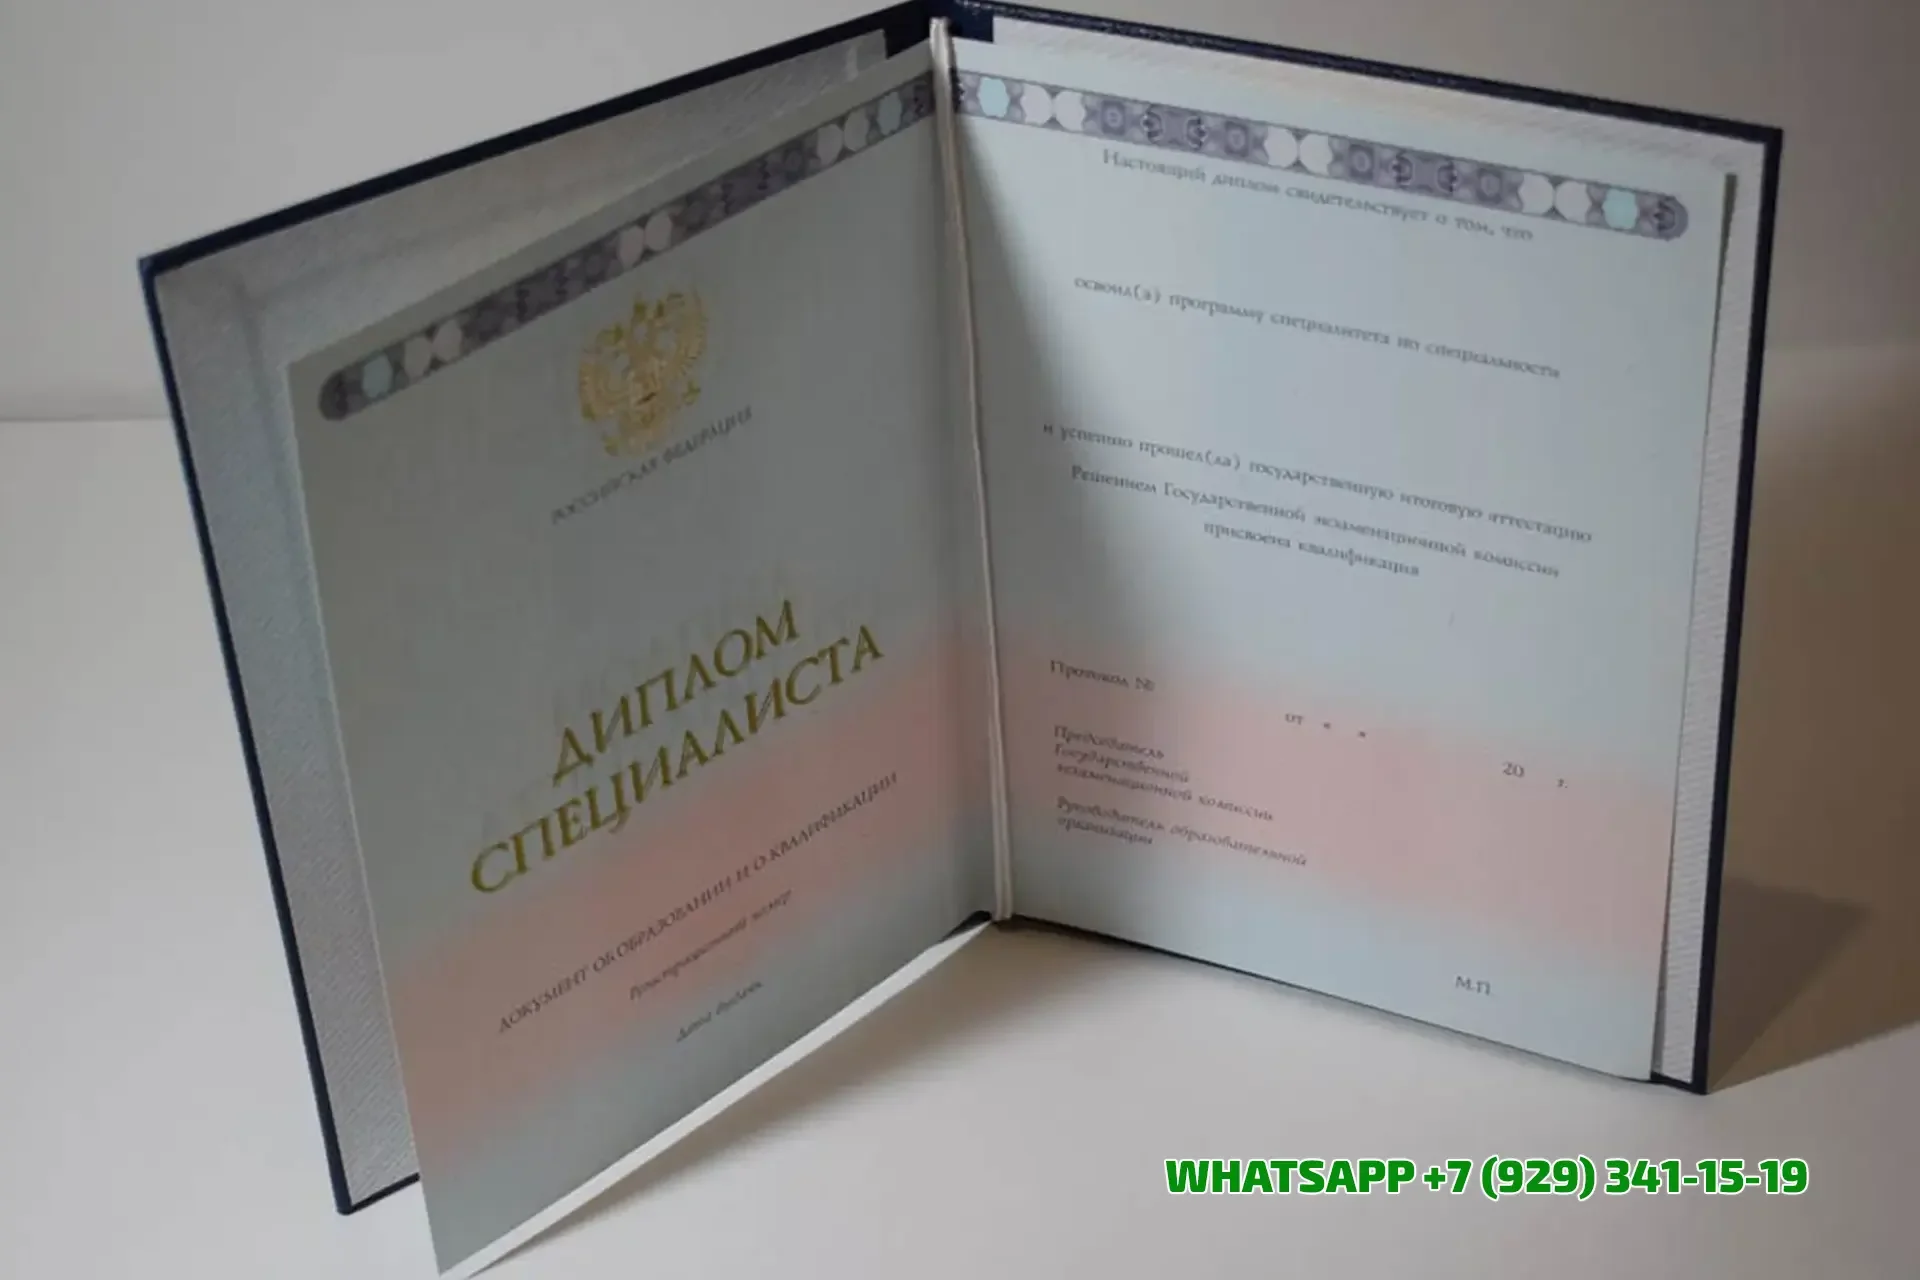 РОССИЙСКАЯ ФЕДЕРАЦИЯ
ДИПЛОМ
СПЕЦИАЛИСТА
ДОКУМЕНТ ОБ ОБРАЗОВАНИИ И О КВАЛИФИКАЦИИ
Регистрационный номер
Дата выдачи
Настоящий диплом свидетельствует о том, что
освоил(а) программу специалитета по специальности
и успешно прошел(ла) государственную итоговую аттестацию
Решением Государственной экзаменационной комиссии
присвоена квалификация
Протокол №
от « » 20 г.
Председатель
Государственной
экзаменационной комиссии
Руководитель образовательной
организации
М.П.
WHATSAPP +7 (929) 341-15-19